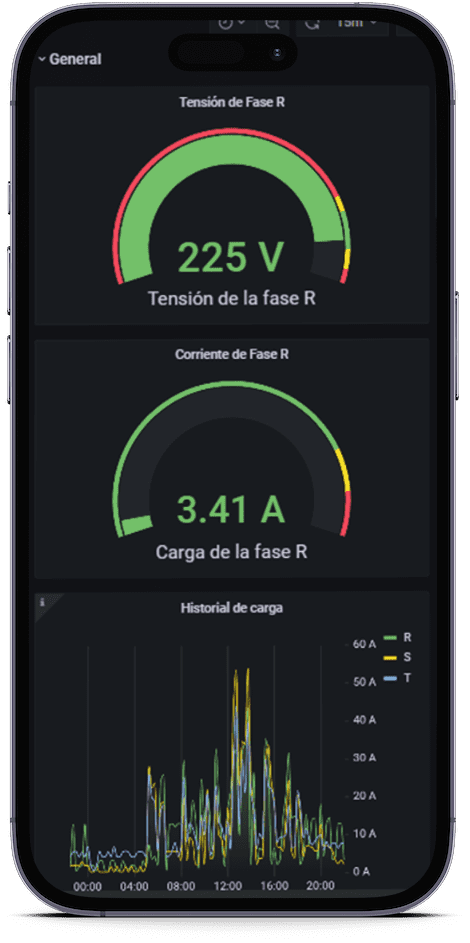 15m
General
Tensión de Fase R
225 V
Tensión de la fase R
Corriente de Fase R
3.41 A
Carga de la fase R
i
Historial de carga
60 A
R
50 A
S
T
40 A
30 A
20 A
10 A
0 A
00:00 04:00 08:00 12:00 16:00 20:00